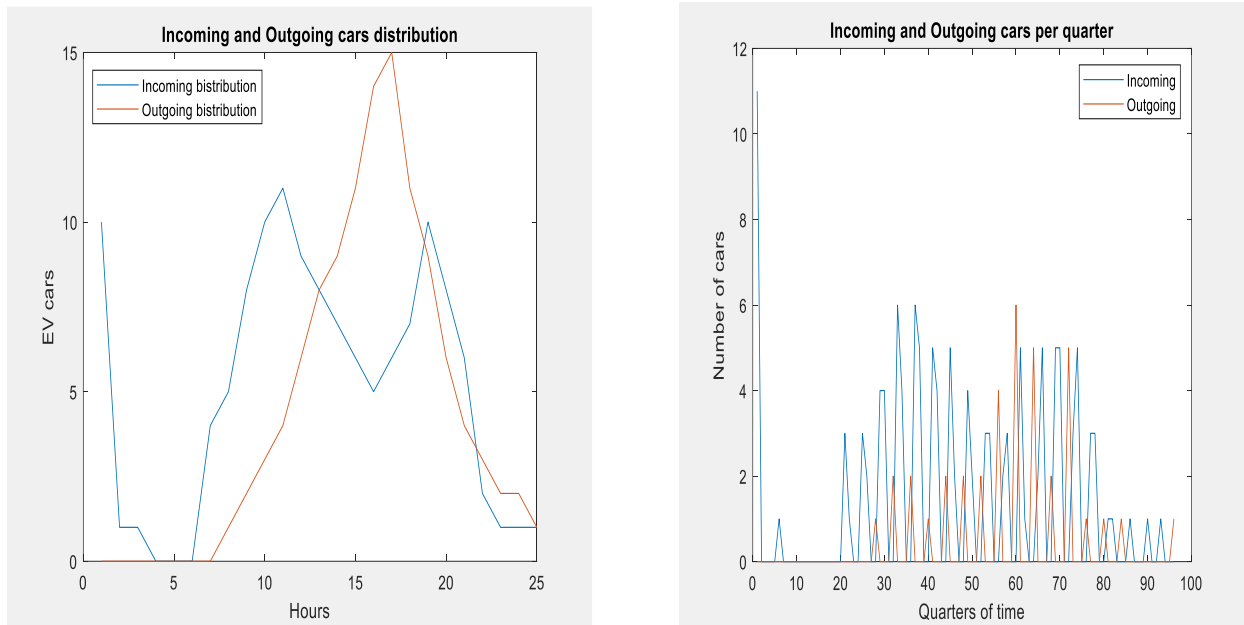 Incoming and Outgoing cars distribution
15
10
5
0
EV cars
Incoming bistribution
Outgoing bistribution
0 5 10 15 20 25
Hours
Incoming and Outgoing cars per quarter
12
10
8
6
4
2
0
Number of cars
Incoming
Outgoing
0 10 20 30 40 50 60 70 80 90 100
Quarters of time